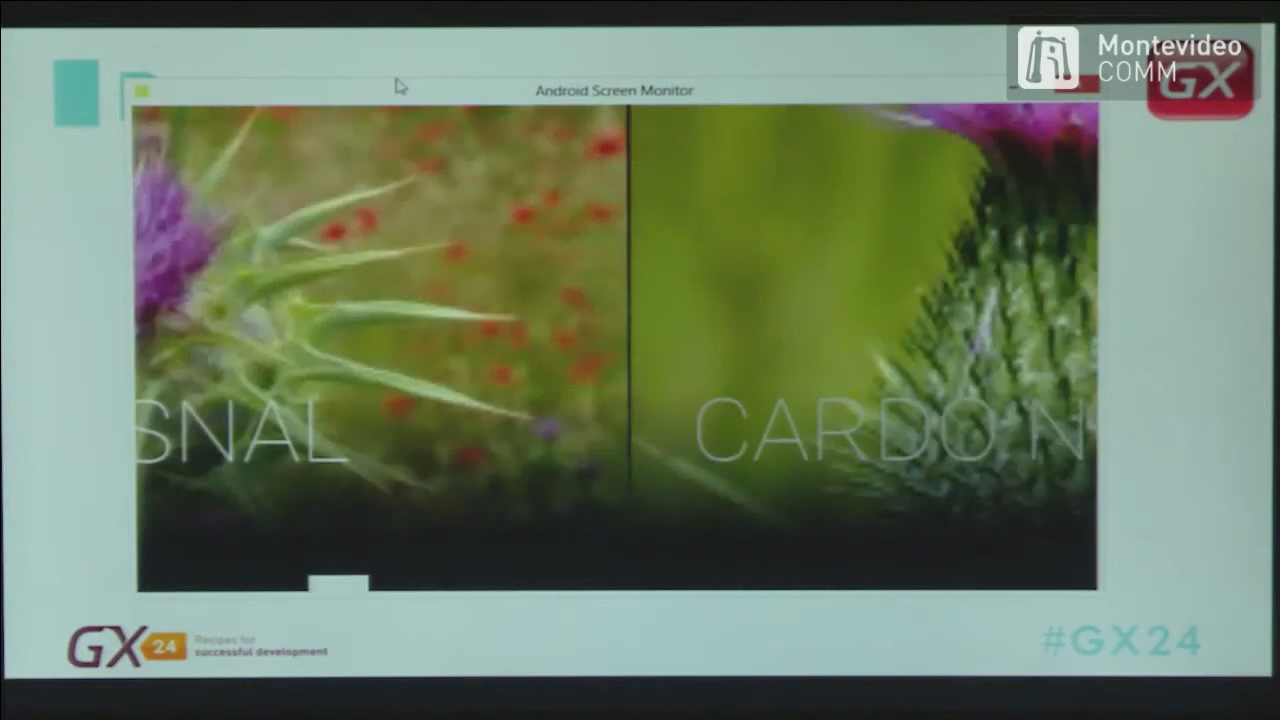 Montevideo
COMM
GX
Android Screen Monitor
SNAL
CARDO N
GX 24
Recipes for
successful development
#GX24